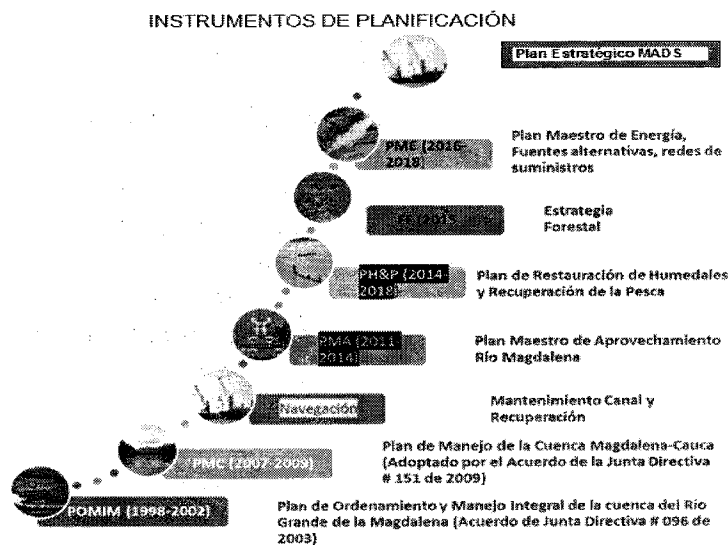 INSTRUMENTOS DE PLANIFICACIÓN
Plan Estratégico MADS
PME (2016-
2018)
Plan Maestro de Energía,
Fuentes alternativas, redes de
suministros
Estrategia
Forestal
PH&P (2014-
2018)
Plan de Restauración de Humedales
y Recuperación de la Pesca
PMA (2011-
2014)
Plan Maestro de Aprovechamiento
Río Magdalena
Navegación
Mantenimiento Canal y
Recuperación
PMC (2007-2009)
Plan de Manejo de la Cuenca Magdalena-Cauca
(Adoptado por el Acuerdo de la Junta Directiva
# 151 de 2009)
POMIM (1998-2002)
Plan de Ordenamiento y Manejo Integral de la cuenca del Río
Grande de la Magdalena (Acuerdo de Junta Directiva # 096 de
2003)